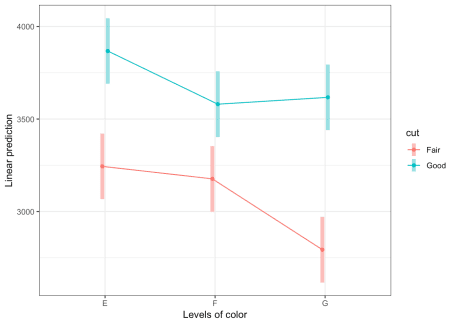 4000
3500
3000
Linear prediction
E F G
Levels of color
cut
Fair
Good